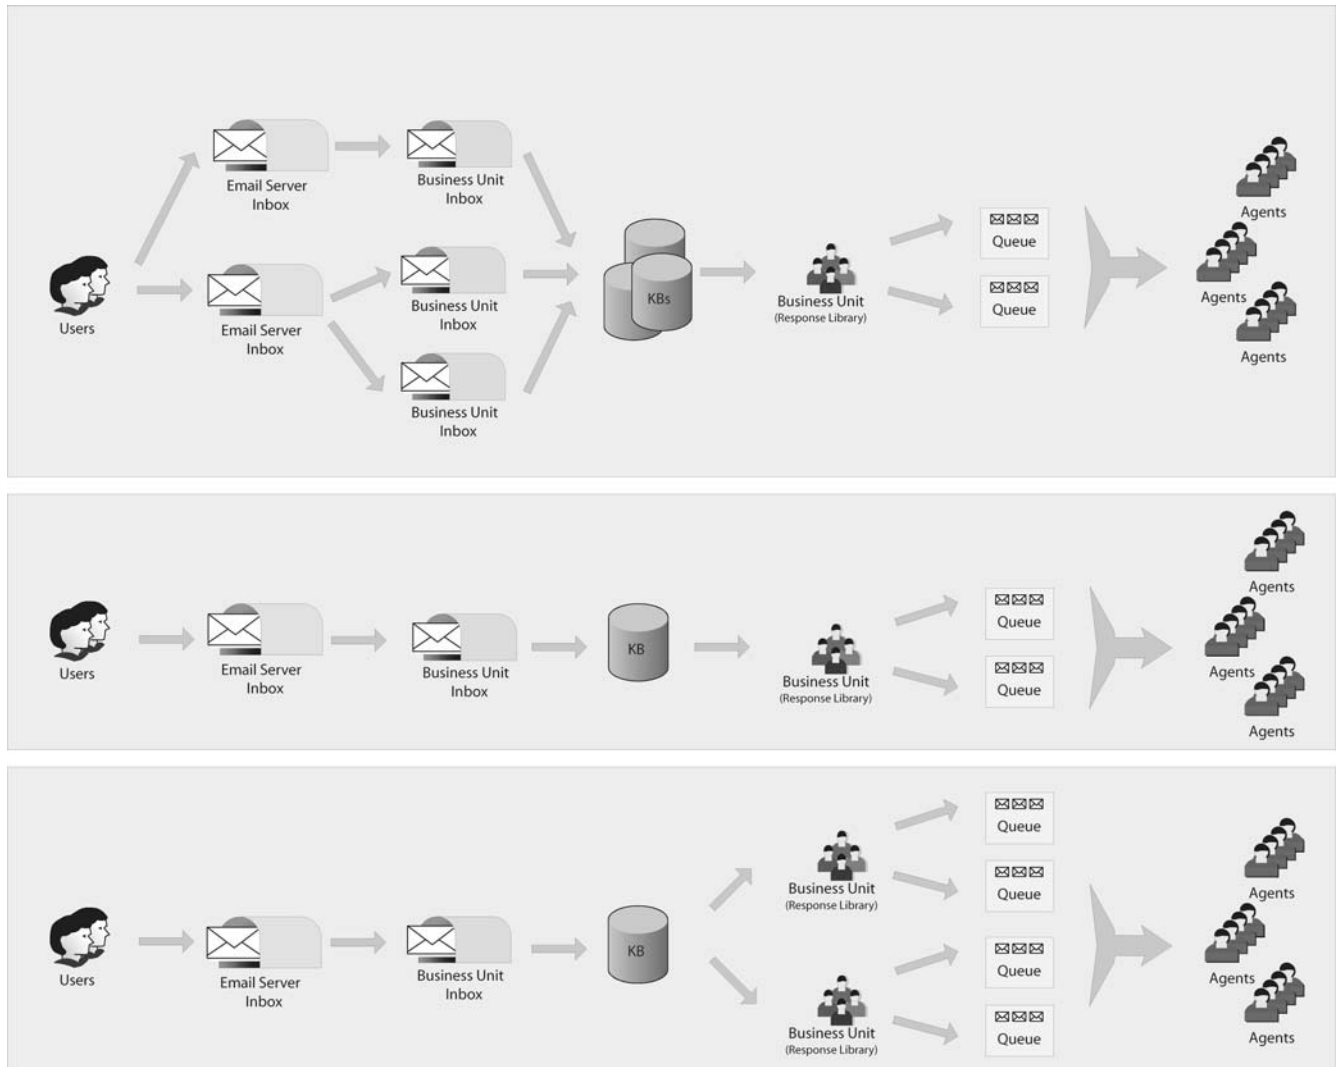 Users
Email Server
Inbox
Email Server
Inbox
Business Unit
Inbox
Business Unit
Inbox
Business Unit
Inbox
KBs
Business Unit
(Response Library)
Queue
Queue
Agents
Agents
Agents
Users
Email Server
Inbox
Business Unit
Inbox
KB
Business Unit
(Response Library)
Queue
Queue
Agents
Agents
Agents
Users
Email Server
Inbox
Business Unit
Inbox
KB
Business Unit
(Response Library)
Business Unit
(Response Library)
Queue
Queue
Queue
Queue
Agents
Agents
Agents